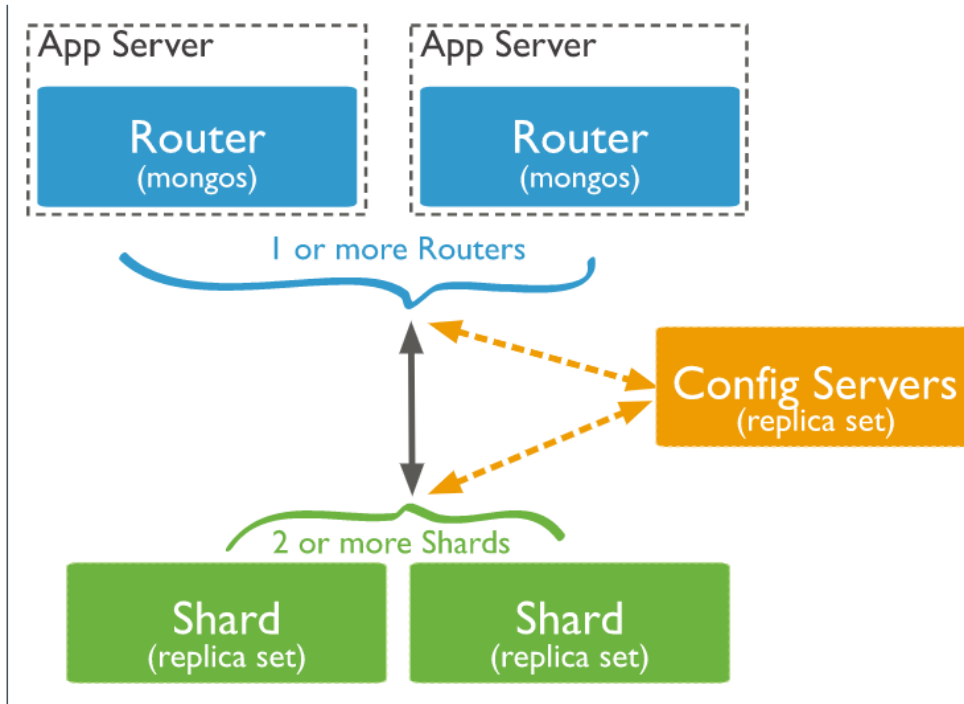 App Server
App Server
Router
(mongos)
Router
(mongos)
1 or more Routers
Config Servers
(replica set)
2 or more Shards
Shard
(replica set)
Shard
(replica set)